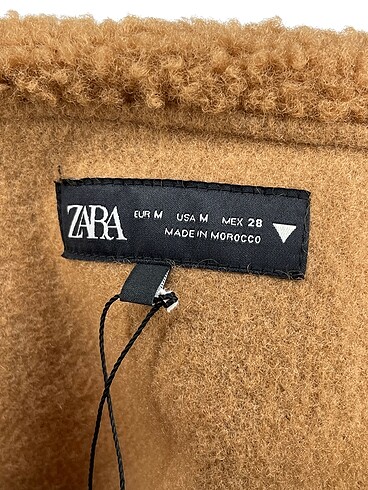 ZARA
EUR M USA M MEX 28
MADE IN MOROCCO